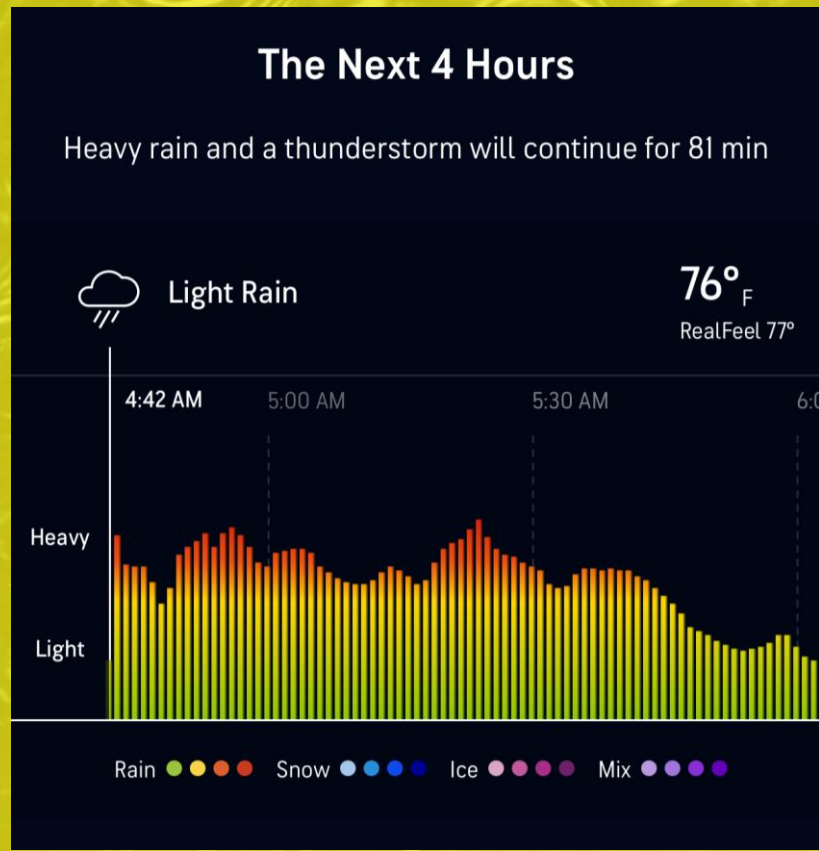 The Next 4 Hours
Heavy rain and a thunderstorm will continue for 81 min
Light Rain
76° F
RealFeel 77°
4:42 AM 5:00 AM 5:30 AM
Heavy
Light
Rain Snow Ice Mix